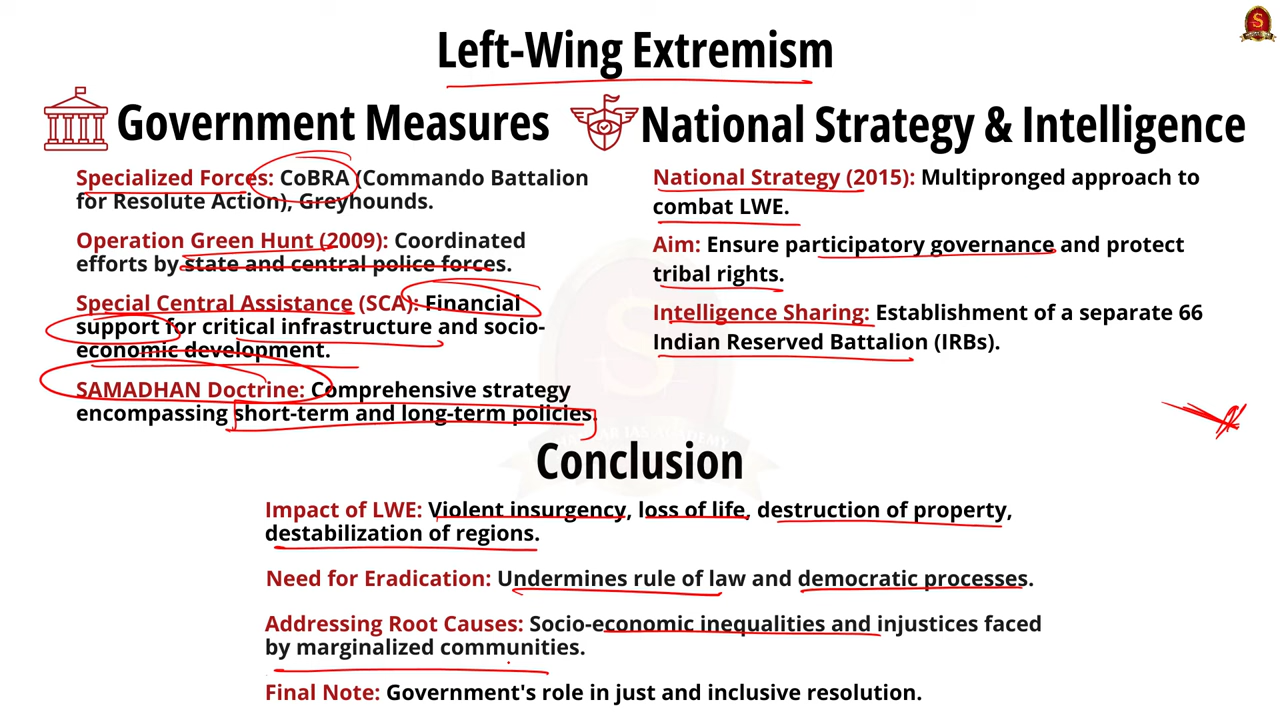 Left-Wing Extremism
Government Measures
Specialized Forces: CoBRA (Commando Battalion
for Resolute Action), Greyhounds.
Operation Green Hunt (2009): Coordinated
efforts by state and central police forces.
Special Central Assistance (SCA): Financial
support for critical infrastructure and socio-
economic development.
SAMADHAN Doctrine: Comprehensive strategy
encompassing short-term and long-term policies.
National Strategy & Intelligence
National Strategy (2015): Multipronged approach to
combat LWE.
Aim: Ensure participatory governance and protect
tribal rights.
Intelligence Sharing: Establishment of a separate 66
Indian Reserved Battalion (IRBs).
Conclusion
Impact of LWE: Violent insurgency, loss of life, destruction of property,
destabilization of regions.
Need for Eradication: Undermines rule of law and democratic processes.
Addressing Root Causes: Socio-economic inequalities and injustices faced
by marginalized communities.
Final Note: Government's role in just and inclusive resolution.